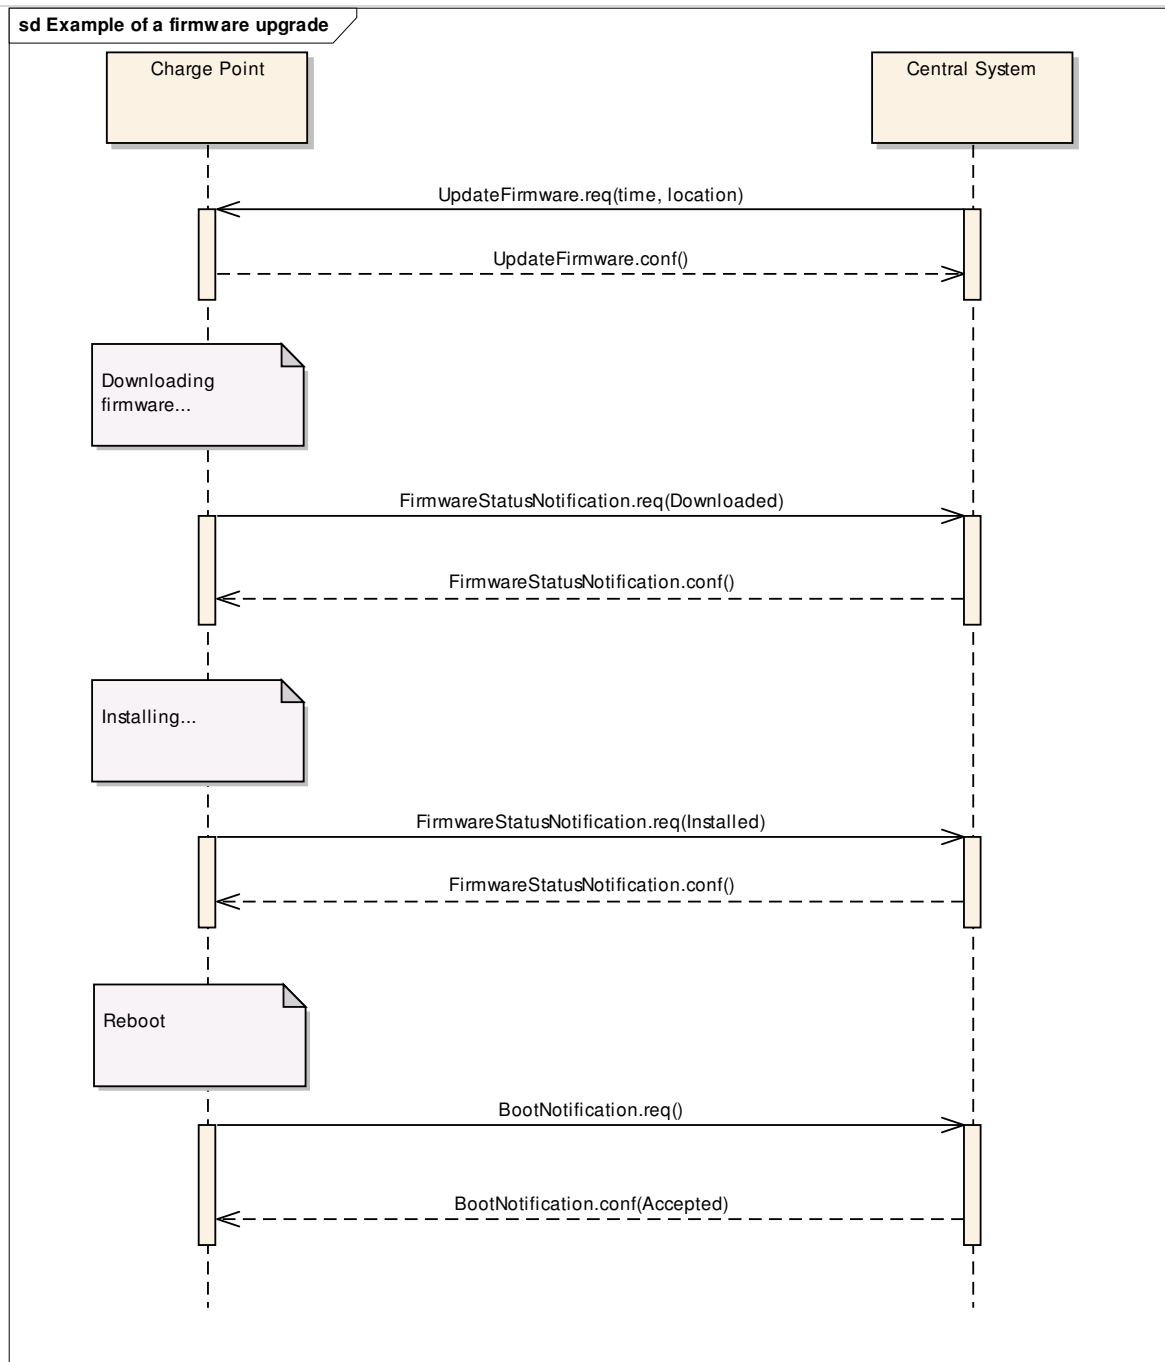 sd Example of a firmware upgrade
Charge Point
Central System
UpdateFirmware.req(time, location)
UpdateFirmware.conf()
Downloading
firmware...
FirmwareStatusNotification.req(Downloaded)
FirmwareStatusNotification.conf()
Installing...
FirmwareStatusNotification.req(Installed)
FirmwareStatusNotification.conf()
Reboot
BootNotification.req()
BootNotification.conf(Accepted)